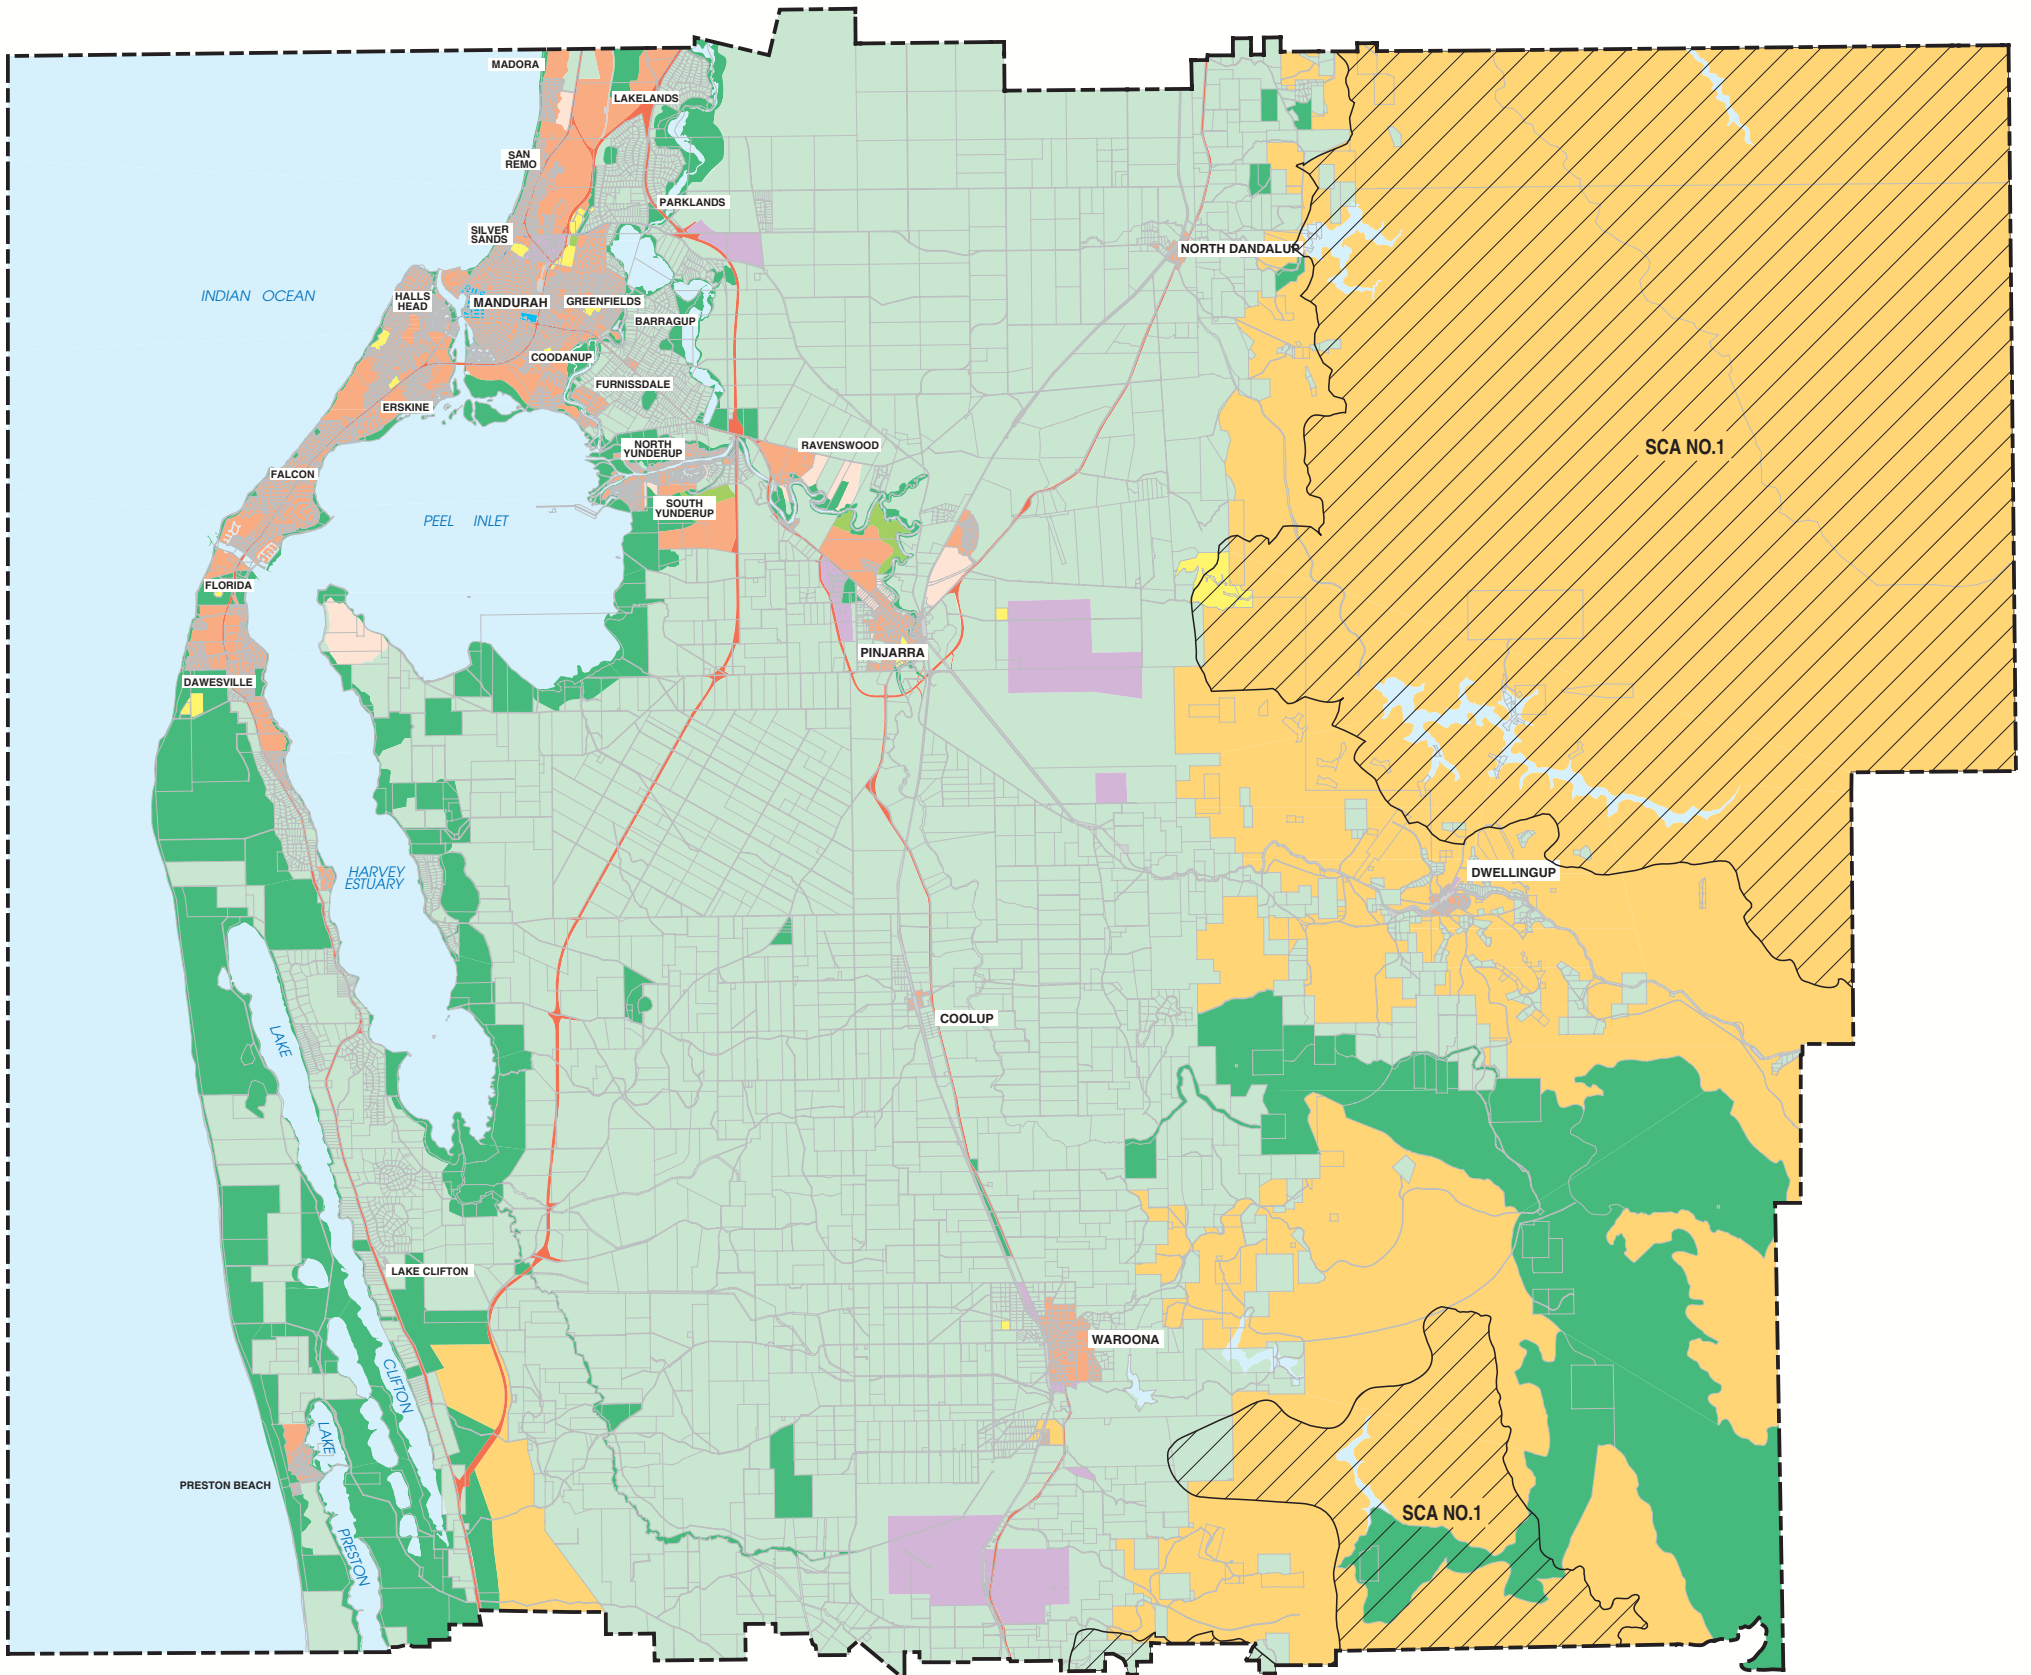 MADORA
LAKELANDS
SAN
REMO
PARKLANDS
SILVER
SANDS
NORTH DANDALUP
INDIAN OCEAN
HALLS
HEAD
MANDURAH
GREENFIELDS
BARRAGUP
COODANUP
FURNISSDALE
ERSKINE
NORTH
YUNDERUP
RAVENSWOOD
SCA NO.1
FALCON
SOUTH
YUNDERUP
PEEL INLET
FLORIDA
PINJARRA
DAWESVILLE
HARVEY
ESTUARY
DWELLINGUP
COOLUP
LAKE
LAKE CLIFTON
WAROONA
CLIFTON
LAKE
PRESTON BEACH
SCA NO.1
PRESTON